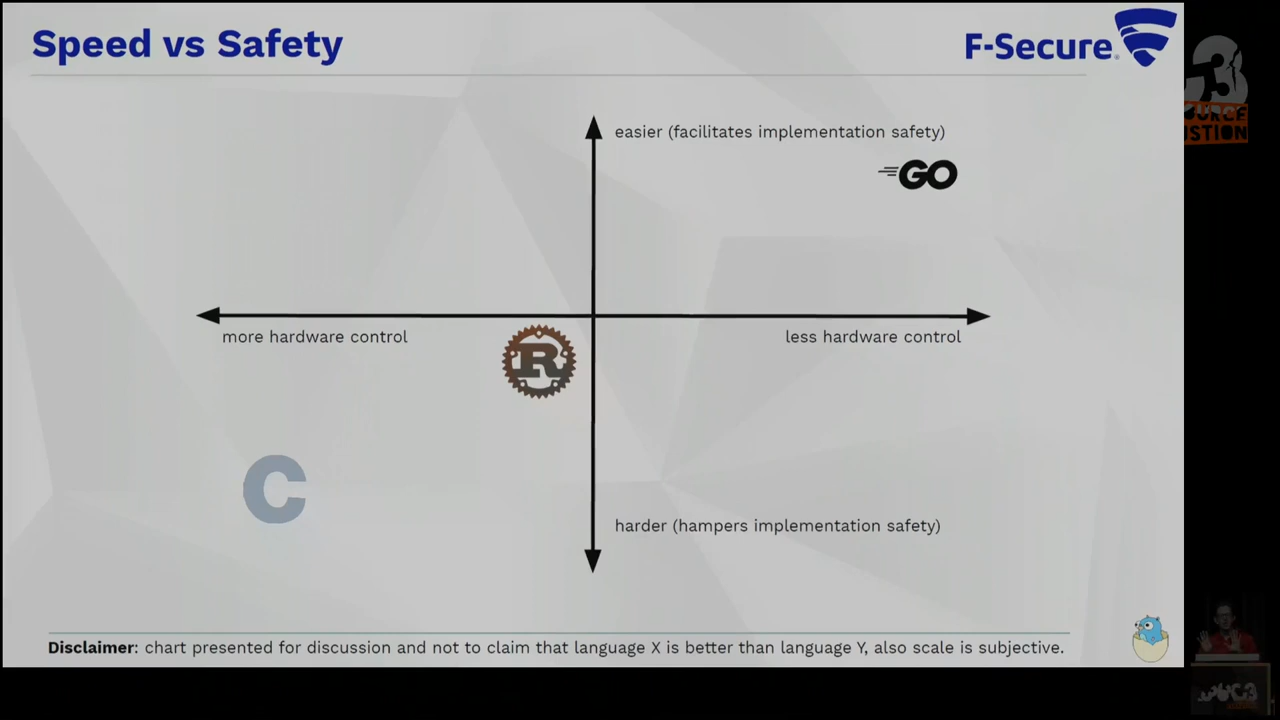 Speed vs Safety
F-Secure.
easier (facilitates implementation safety)
GO
more hardware control
less hardware control
R
C
harder (hampers implementation safety)
Disclaimer: chart presented for discussion and not to claim that language X is better than language Y, also scale is subjective.